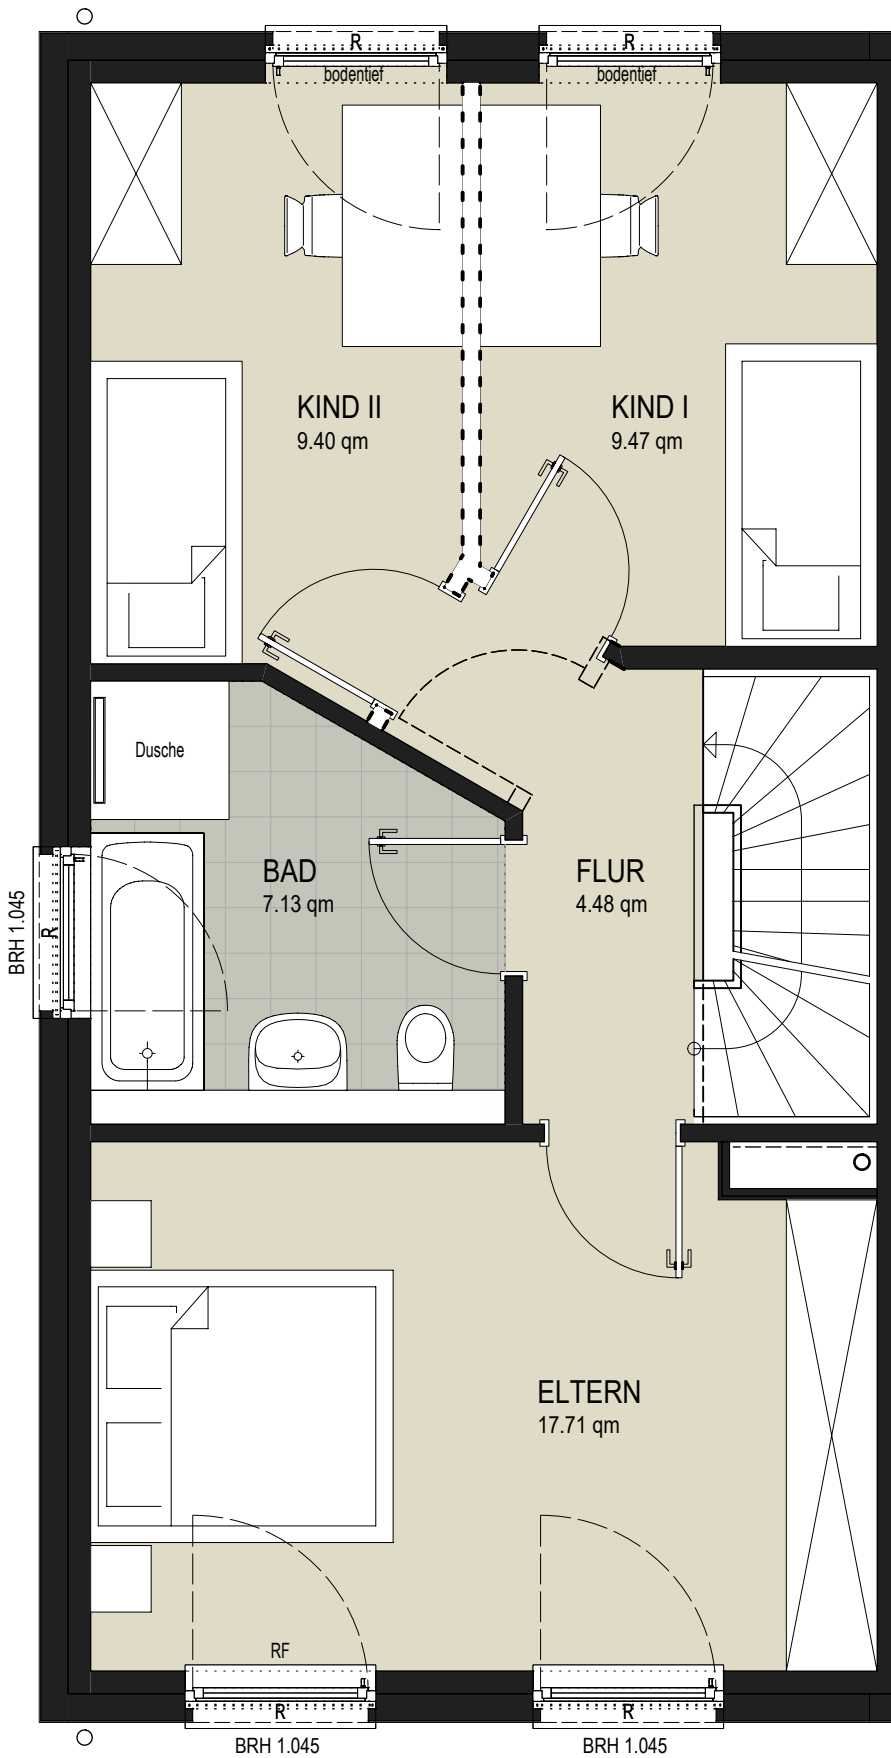 R
R
bodentief
bodentief
KIND II
9.40 qm
KIND I
9.47 qm
Dusche
BAD
7.13 qm
FLUR
4.48 qm
BRH 1.045
R
ELTERN
17.71 qm
RF
R
R
BRH 1.045
BRH 1.045